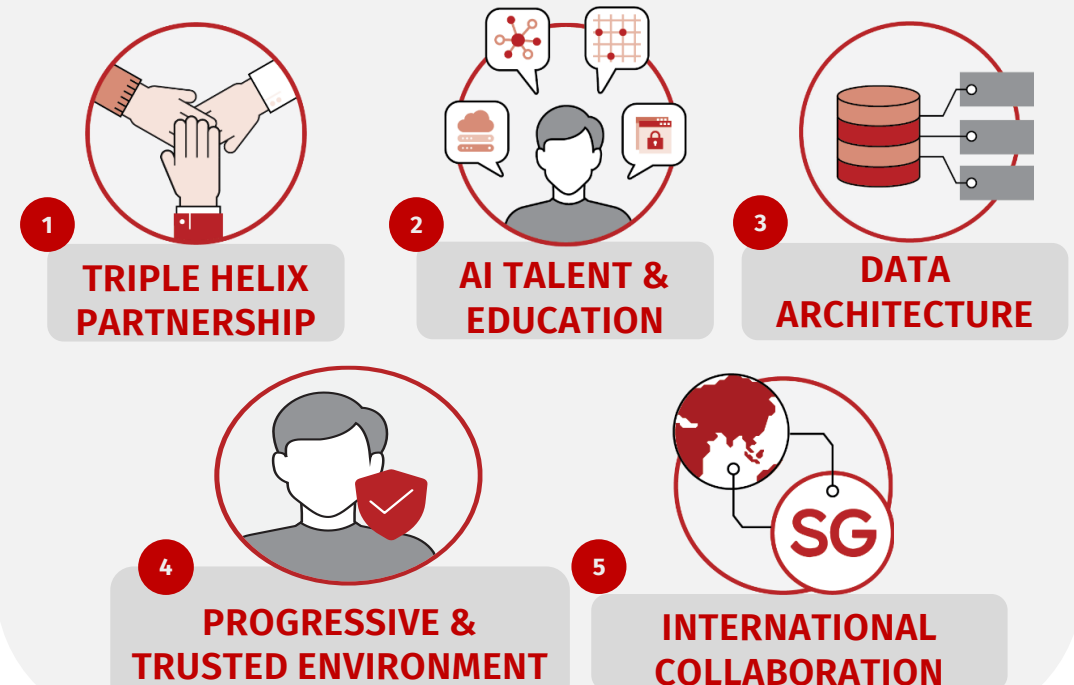 1
TRIPLE HELIX
PARTNERSHIP
2
AI TALENT &
EDUCATION
3
DATA
ARCHITECTURE
4
PROGRESSIVE &
TRUSTED ENVIRONMENT
5
SG
INTERNATIONAL
COLLABORATION